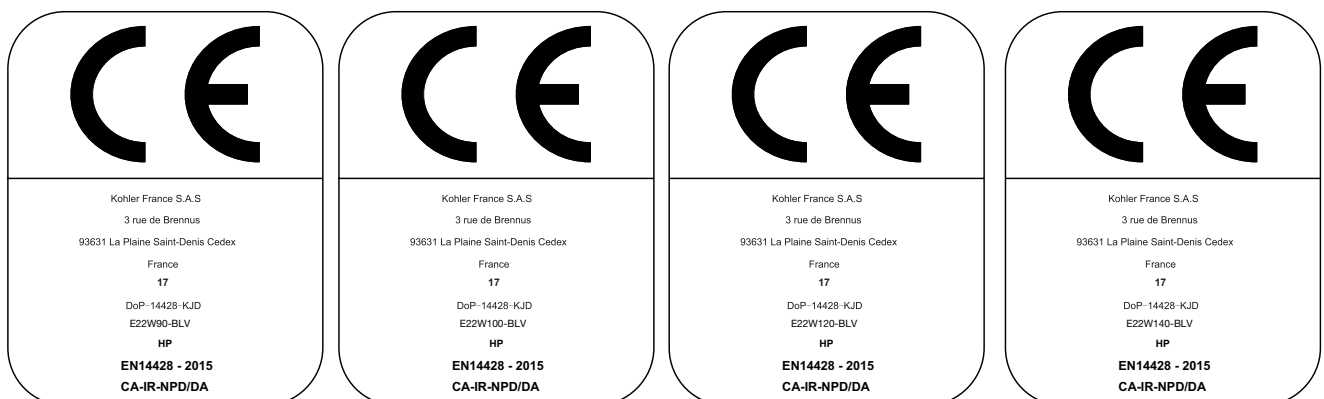 CE
Kohler France S.A.S
3 rue de Brennus
93631 La Plaine Saint-Denis Cedex
France
17
DoP-14428-KJD
E22W90-BLV
HP
EN14428 - 2015
CA-IR-NPD/DA
CE
Kohler France S.A.S
3 rue de Brennus
93631 La Plaine Saint-Denis Cedex
France
17
DoP-14428-KJD
E22W100-BLV
HP
EN14428 - 2015
CA-IR-NPD/DA
CE
Kohler France S.A.S
3 rue de Brennus
93631 La Plaine Saint-Denis Cedex
France
17
DoP-14428-KJD
E22W120-BLV
HP
EN14428 - 2015
CA-IR-NPD/DA
CE
Kohler France S.A.S
3 rue de Brennus
93631 La Plaine Saint-Denis Cedex
France
17
DoP-14428-KJD
E22W140-BLV
HP
EN14428 - 2015
CA-IR-NPD/DA